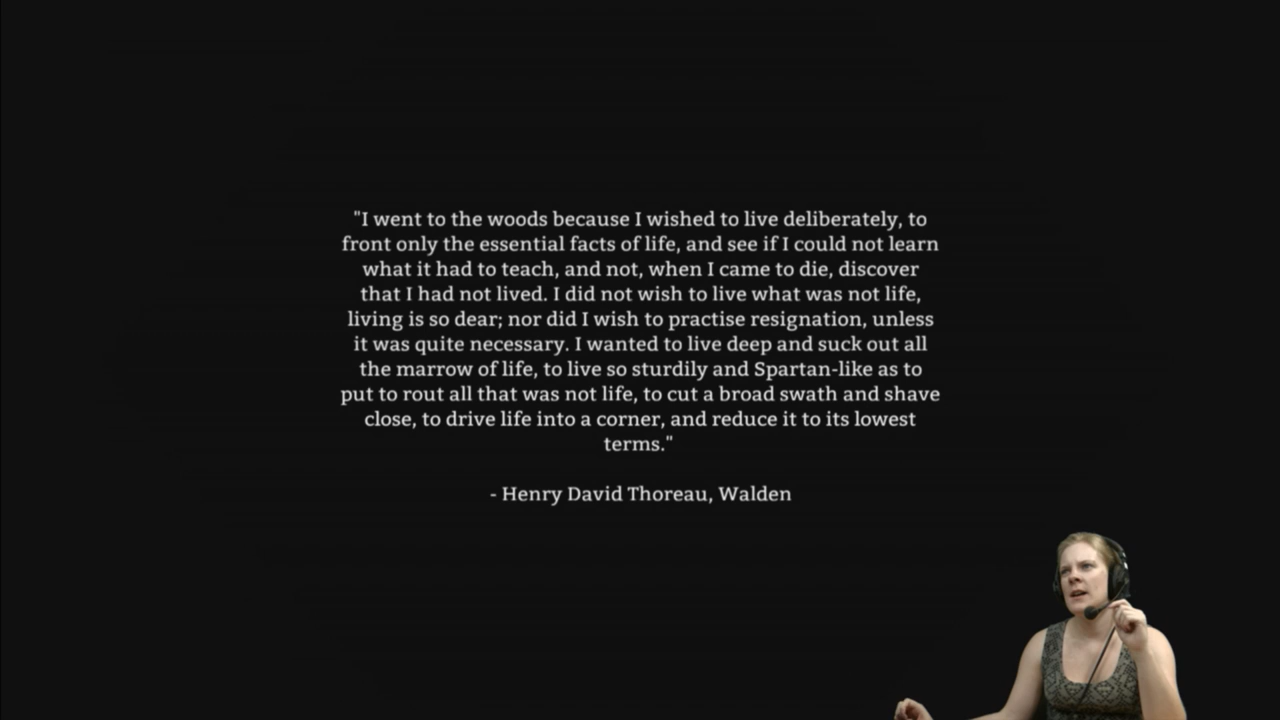 "I went to the woods because I wished to live deliberately, to
front only the essential facts of life, and see if I could not learn
what it had to teach, and not, when I came to die, discover
that I had not lived. I did not wish to live what was not life,
living is so dear; nor did I wish to practise resignation, unless
it was quite necessary. I wanted to live deep and suck out all
the marrow of life, to live so sturdily and Spartan-like as to
put to rout all that was not life, to cut a broad swath and shave
close, to drive life into a corner, and reduce it to its lowest
terms."
- Henry David Thoreau, Walden